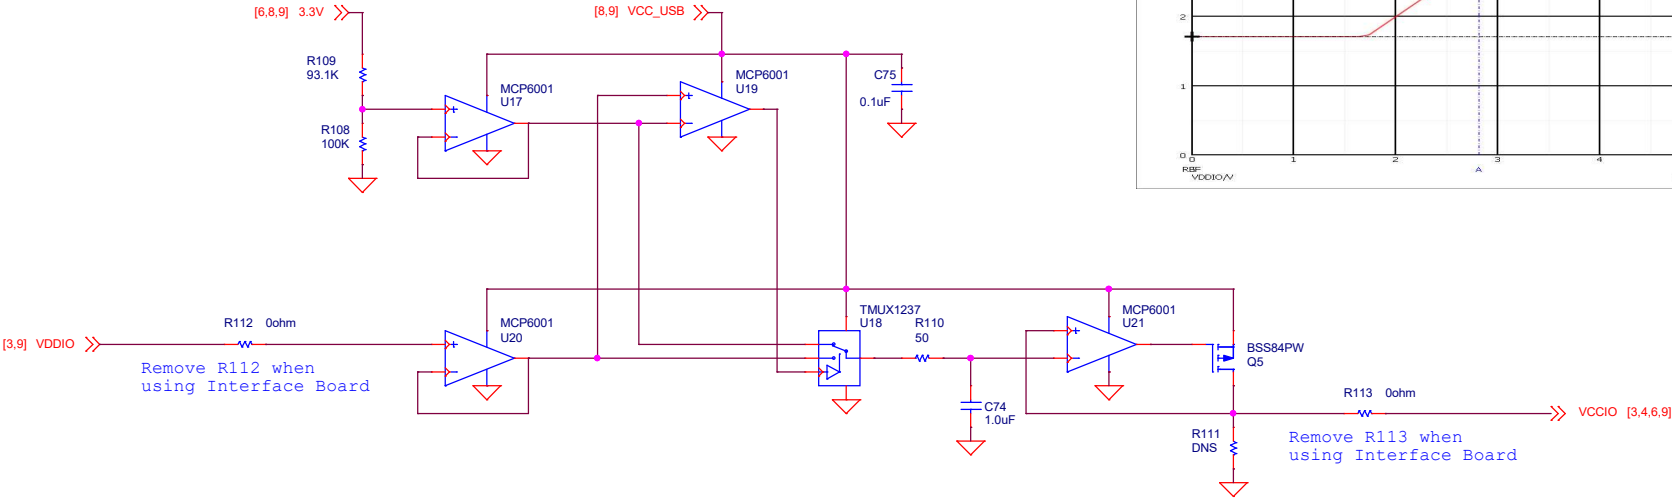 [6,8,9] 3.3V
[8,9] VCC_USB
R109
93.1K
MCP6001
U17
MCP6001
U19
C75
0.1uF
R108
100K
2
1
0
0
1
2
3
4
RBF
VDDIO/V
A
[3,9] VDDIO
R112 0ohm
Remove R112 when
using Interface Board
MCP6001
U20
TMUX1237
U18
R110
50
C74
1.0uF
MCP6001
U21
BSS84PW
Q5
R113 0ohm
VCCIO [3,4,6,9]
R111
DNS
Remove R113 when
using Interface Board